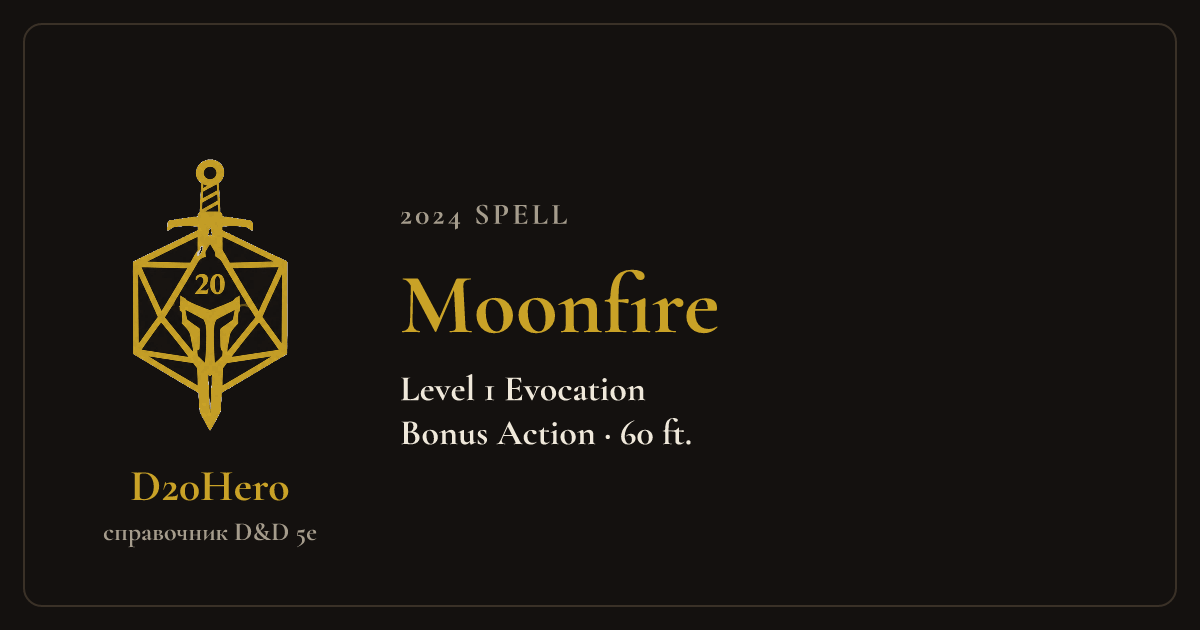 20
D20Hero
справочник D&D 5e
2024 SPELL
Moonfire
Level 1 Evocation
Bonus Action · 60 ft.